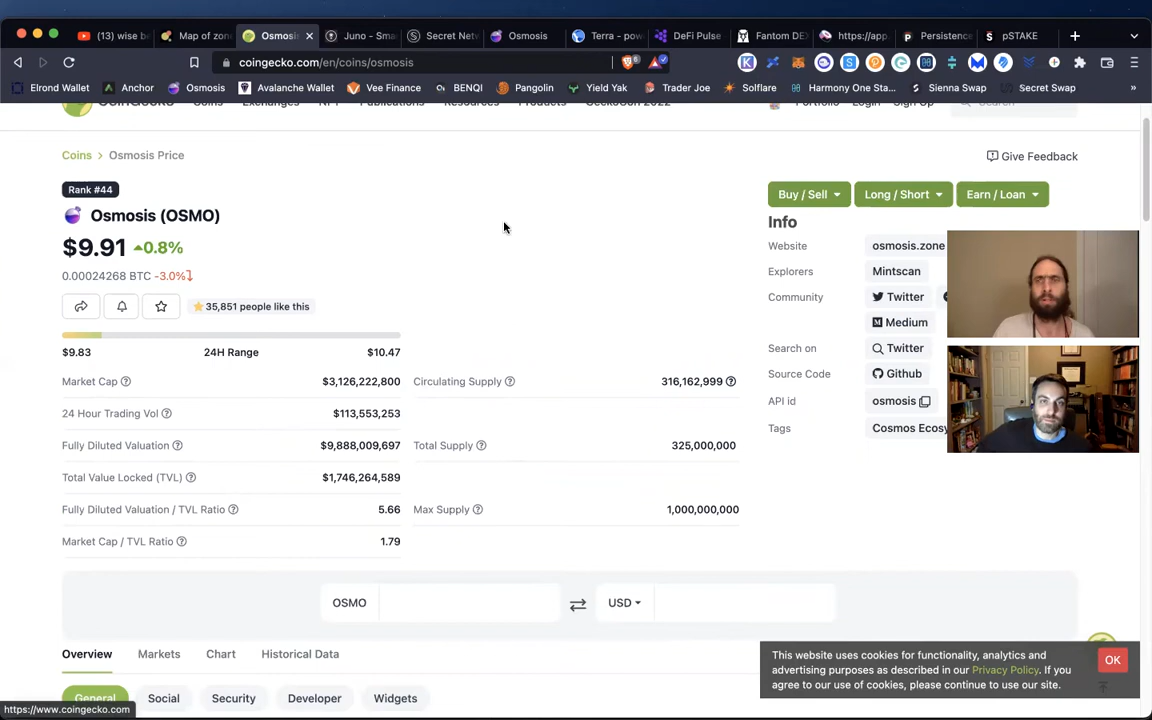 (13) wise b
Map of zon
Osmosis
Juno - Sma
Secret Net
Osmosis
Terra - pow
DeFi Pulse
Fantom DEX
https://app.
Persistence
pSTAKE
coingecko.com/en/coins/osmosis
Elrond Wallet
Anchor
Osmosis
Avalanche Wallet
Vee Finance
BENQI
Pangolin
Yield Yak
Trader Joe
Solflare
Harmony One Sta...
Sienna Swap
Secret Swap
Coins > Osmosis Price
Give Feedback
Rank #44
Osmosis (OSMO)
$9.91 0.8%
0.00024268 BTC -3.0%
35,851 people like this
$9.83 24H Range $10.47
Market Cap $3,126,222,800
Circulating Supply 316,162,999
24 Hour Trading Vol $113,553,253
Fully Diluted Valuation $9,888,009,697
Total Supply 325,000,000
Total Value Locked (TVL) $1,746,264,589
Fully Diluted Valuation / TVL Ratio 5.66
Max Supply 1,000,000,000
Market Cap / TVL Ratio 1.79
Buy / Sell Long / Short Earn / Loan
Info
Website osmosis.zone
Explorers Mintscan
Community Twitter
Medium
Search on Twitter
Source Code Github
API id osmosis
Tags Cosmos Ecosy
OSMO USD
Overview Markets Chart Historical Data
General Social Security Developer Widgets
This website uses cookies for functionality, analytics and
advertising purposes as described in our Privacy Policy. If you
agree to our use of cookies, please continue to use our site.
OK
https://www.coingecko.com